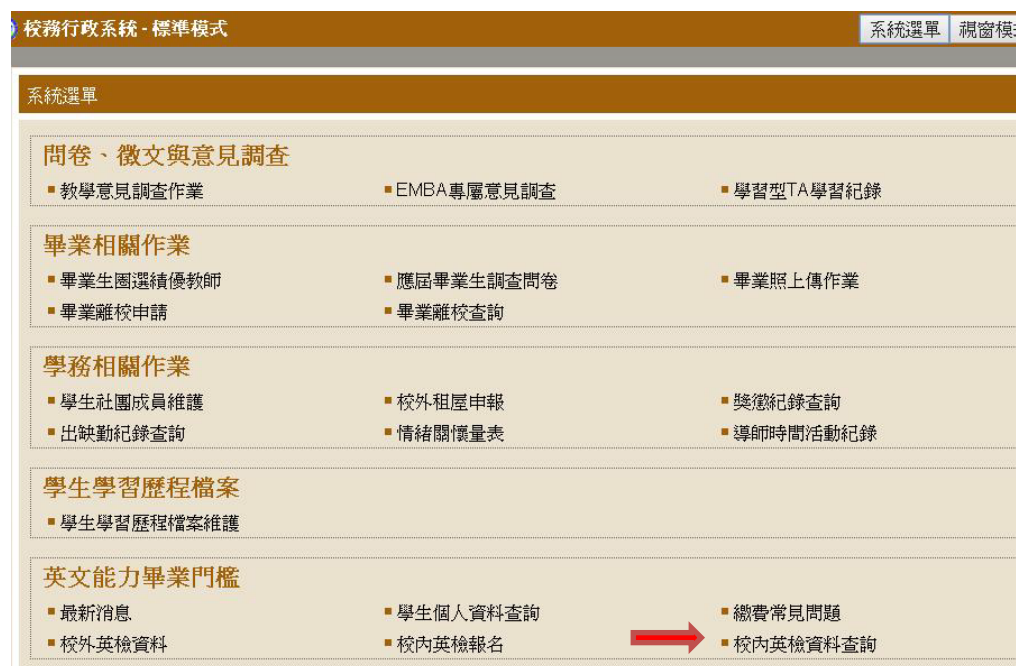 校務行政系統 - 標準模式
系統選單 視窗模
系統選單
問卷、徵文與意見調查
教學意見調查作業 EMBA專屬意見調查 學習型TA學習紀錄
畢業相關作業
畢業生圈選績優教師 應屆畢業生調查問卷 畢業照上傳作業
畢業離校申請 畢業離校查詢
學務相關作業
學生社團成員維護 校外租屋申報 獎懲紀錄查詢
出缺勤紀錄查詢 情緒關懷量表 導師時間活動紀錄
學生學習歷程檔案
學生學習歷程檔案維護
英文能力畢業門檻
最新消息 學生個人資料查詢 繳費常見問題
校外英檢資料 校內英檢報名 校內英檢資料查詢